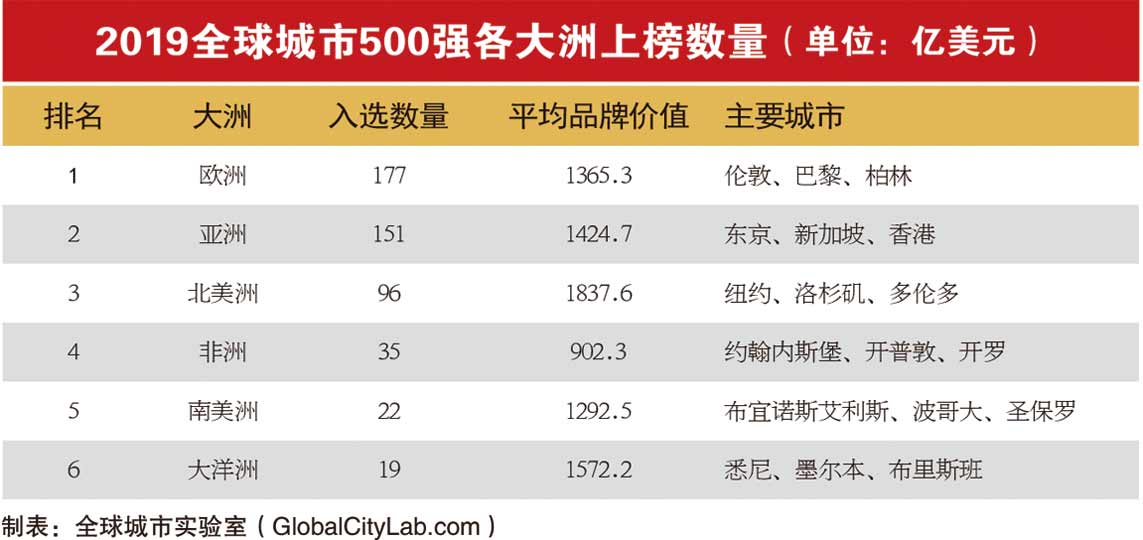 2019全球城市500强各大洲上榜数量（单位：亿美元）
排名 大洲 入选数量 平均品牌价值 主要城市
1 欧洲 177 1365.3 伦敦、巴黎、柏林
2 亚洲 151 1424.7 东京、新加坡、香港
3 北美洲 96 1837.6 纽约、洛杉矶、多伦多
4 非洲 35 902.3 约翰内斯堡、开普敦、开罗
5 南美洲 22 1292.5 布宜诺斯艾利斯、波哥大、圣保罗
6 大洋洲 19 1572.2 悉尼、墨尔本、布里斯班
制表：全球城市实验室（GlobalCityLab.com）